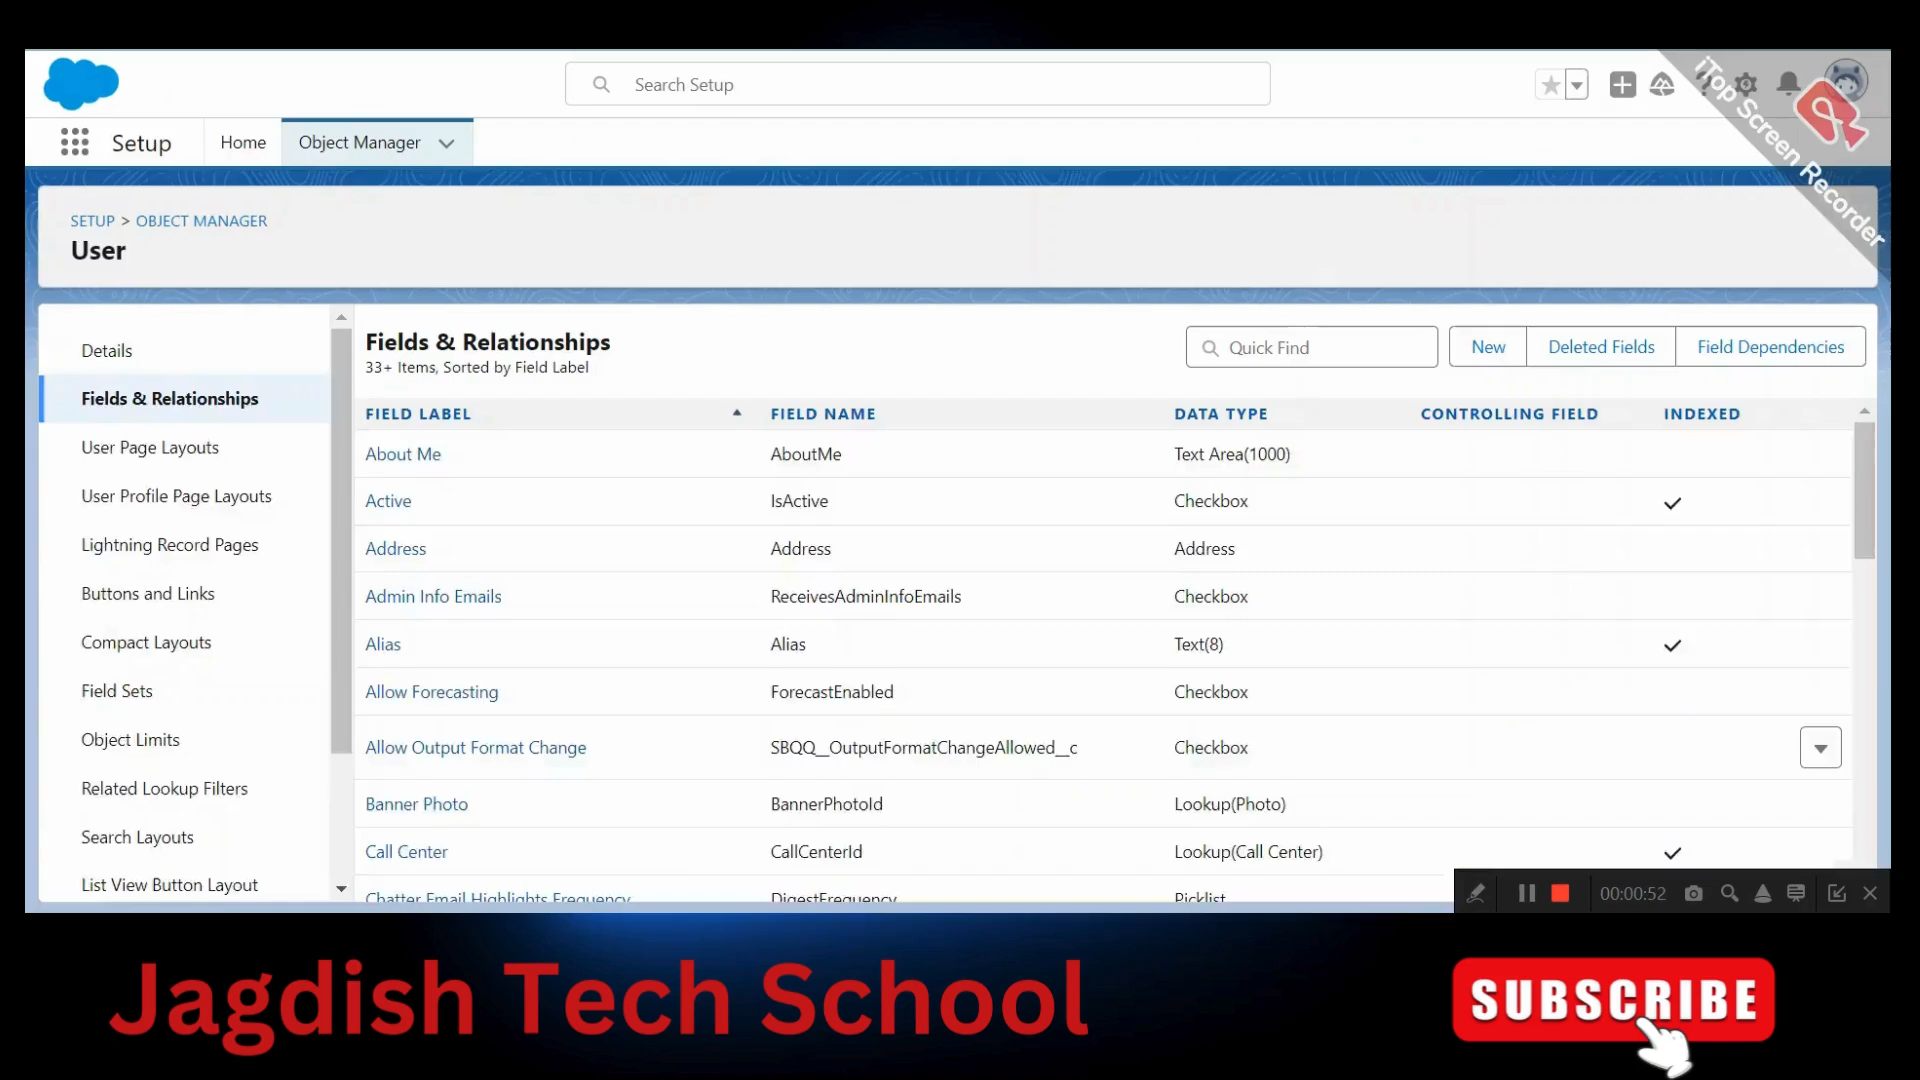 Search Setup
iTop Screen Recorder
Setup
Home
Object Manager
SETUP > OBJECT MANAGER
User
Details
Fields & Relationships
User Page Layouts
User Profile Page Layouts
Lightning Record Pages
Buttons and Links
Compact Layouts
Field Sets
Object Limits
Related Lookup Filters
Search Layouts
List View Button Layout
Fields & Relationships
33+ Items, Sorted by Field Label
Quick Find
New
Deleted Fields
Field Dependencies
FIELD LABEL FIELD NAME DATA TYPE CONTROLLING FIELD INDEXED
About Me AboutMe Text Area(1000)
Active IsActive Checkbox
Address Address Address
Admin Info Emails ReceivesAdminInfoEmails Checkbox
Alias Alias Text(8)
Allow Forecasting ForecastEnabled Checkbox
Allow Output Format Change SBQQ__OutputFormatChangeAllowed__c Checkbox
Banner Photo BannerPhotoId Lookup(Photo)
Call Center CallCenterId Lookup(Call Center)
Chatter Email Highlights Frequency DigestFrequency Picklist
00:00:52
Jagdish Tech School
SUBSCRIBE